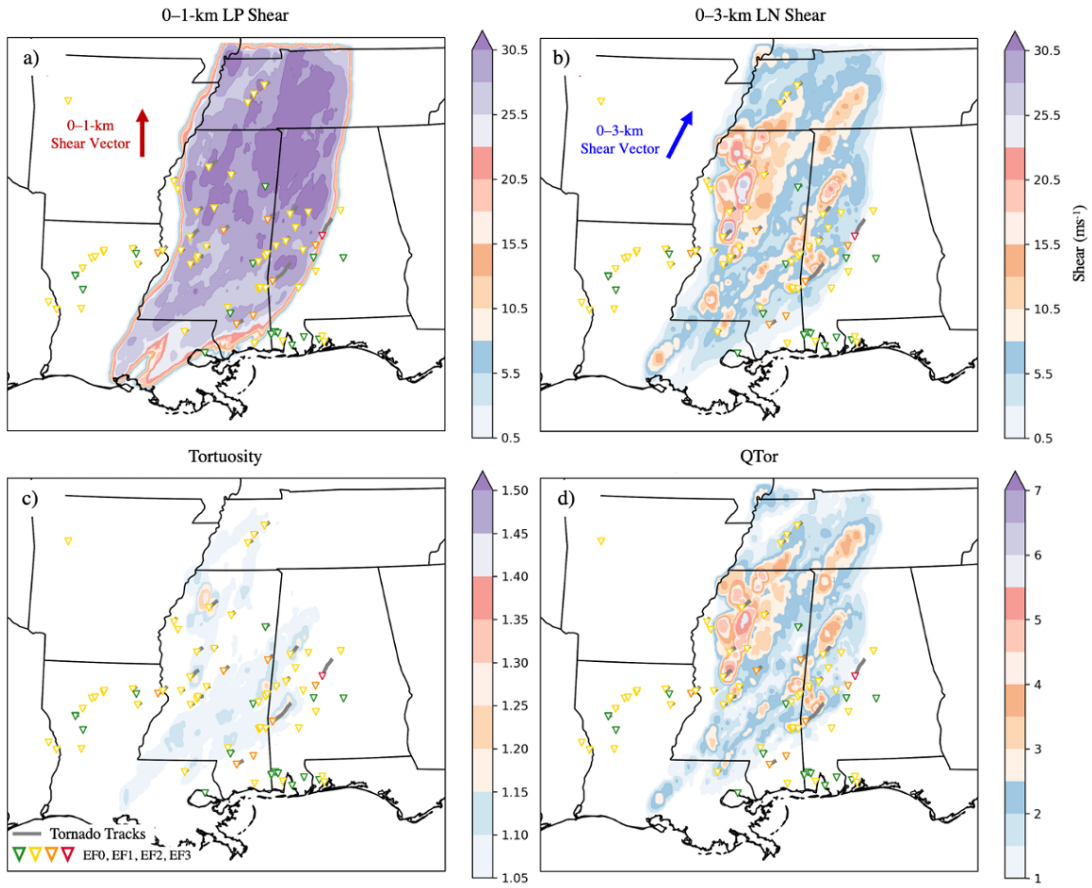 0–1-km LP Shear
a)
0–1-km
Shear Vector
30.5
25.5
20.5
15.5
10.5
5.5
0.5
0–3-km LN Shear
b)
0–3-km
Shear Vector
30.5
25.5
20.5
15.5
10.5
5.5
0.5
Shear (ms⁻¹)
Tortuosity
c)
Tornado Tracks
EF0, EF1, EF2, EF3
1.50
1.45
1.40
1.35
1.30
1.25
1.20
1.15
1.10
1.05
QTor
d)
7
6
5
4
3
2
1